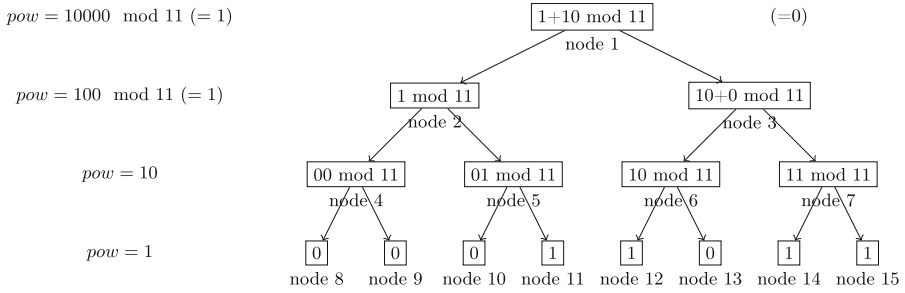 pow = 10000 mod 11 (= 1) 1+10 mod 11 (=0)
node 1
pow = 100 mod 11 (= 1) 1 mod 11 10+0 mod 11
node 2 node 3
pow = 10 00 mod 11 01 mod 11 10 mod 11 11 mod 11
node 4 node 5 node 6 node 7
pow = 1 0 0 0 1 1 0 1 1
node 8 node 9 node 10 node 11 node 12 node 13 node 14 node 15